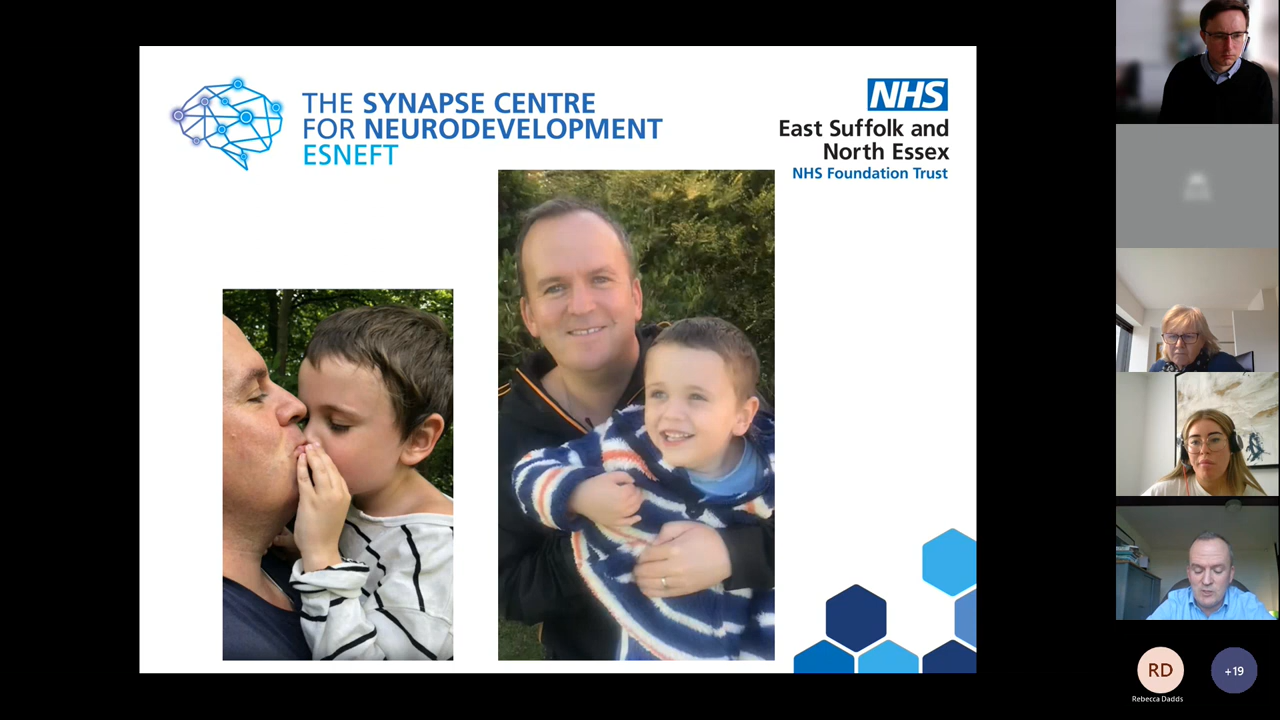 THE SYNAPSE CENTRE
FOR NEURODEVELOPMENT
ESNEFT
NHS
East Suffolk and
North Essex
NHS Foundation Trust
RD
+19
Rebecca Dadds